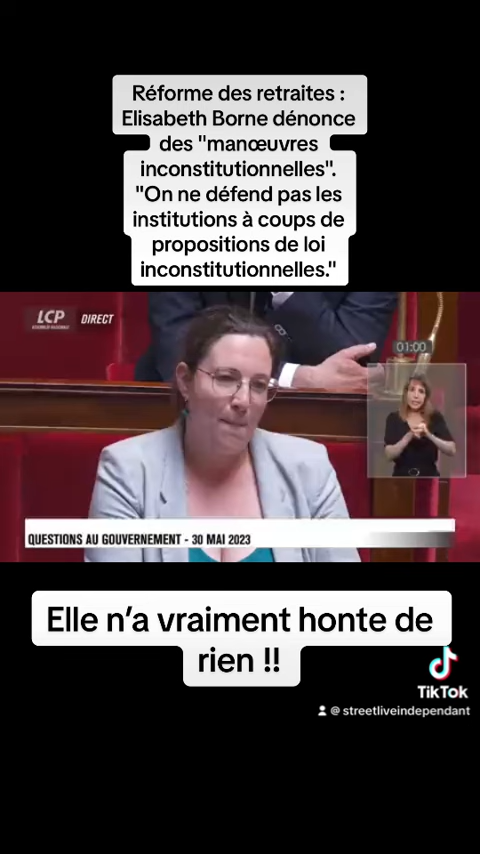 Réforme des retraites :
Elisabeth Borne dénonce
des "manœuvres
inconstitutionnelles".
"On ne défend pas les
institutions à coups de
propositions de loi
inconstitutionnelles."
LCP
ASSEMBLÉE NATIONALE
DIRECT
01:00
QUESTIONS AU GOUVERNEMENT - 30 MAI 2023
Elle n'a vraiment honte de
rien !!
TikTok
@ streetliveindependant